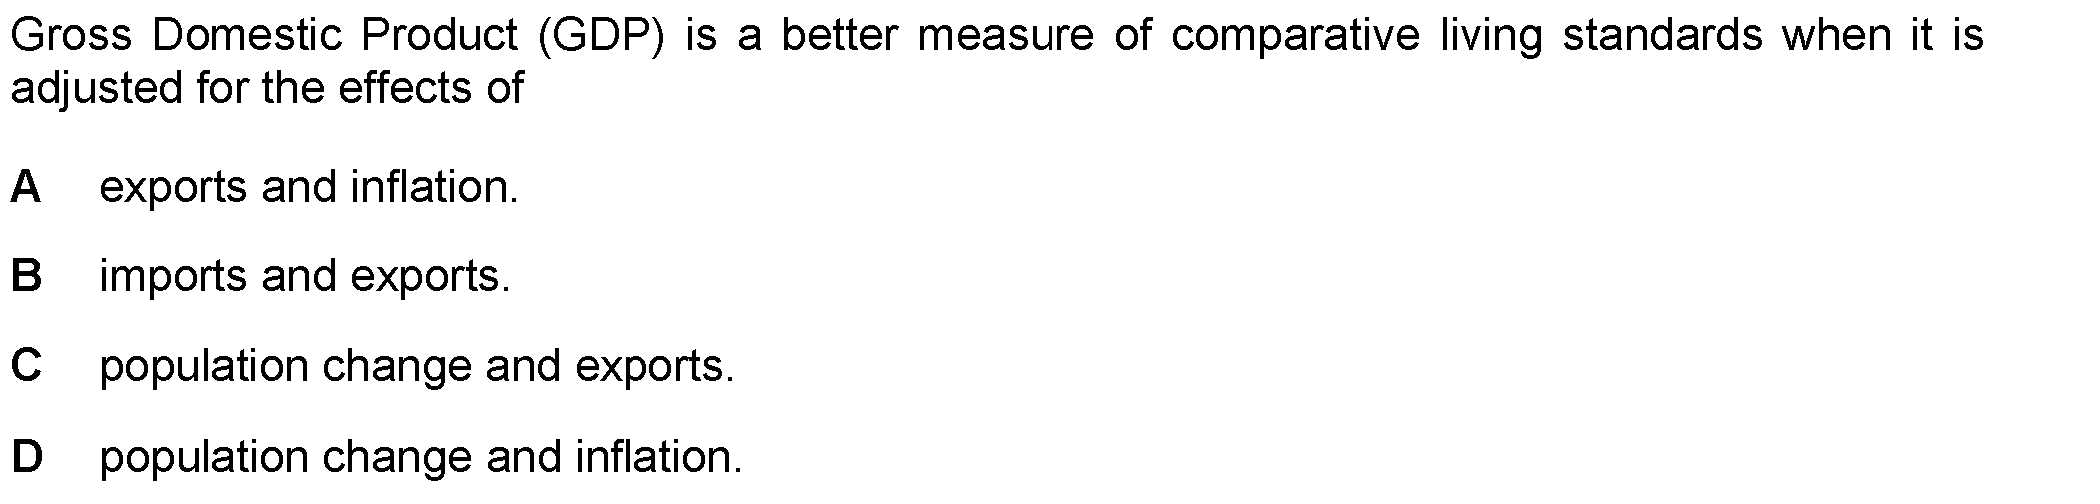 Gross Domestic Product (GDP) is a better measure of comparative living standards when it is
adjusted for the effects of
A exports and inflation.
B imports and exports.
C population change and exports.
D population change and inflation.